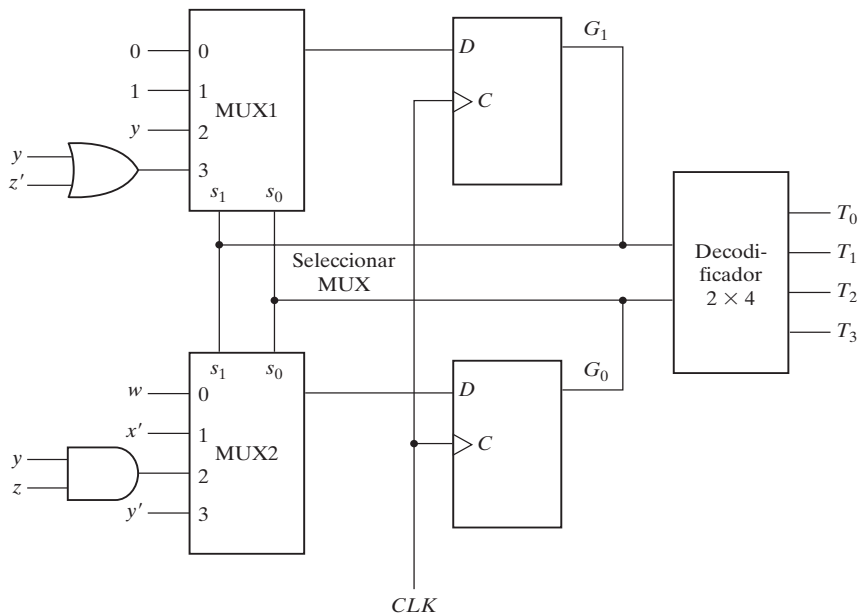 0
0
1
1
MUX1
y
2
y
z′
3
s1
s0
D
C
G1
Seleccionar
MUX
Decodi-
ficador
2 × 4
T0
T1
T2
T3
s1
s0
w
0
x′
1
MUX2
y
z
2
y′
3
D
C
G0
CLK